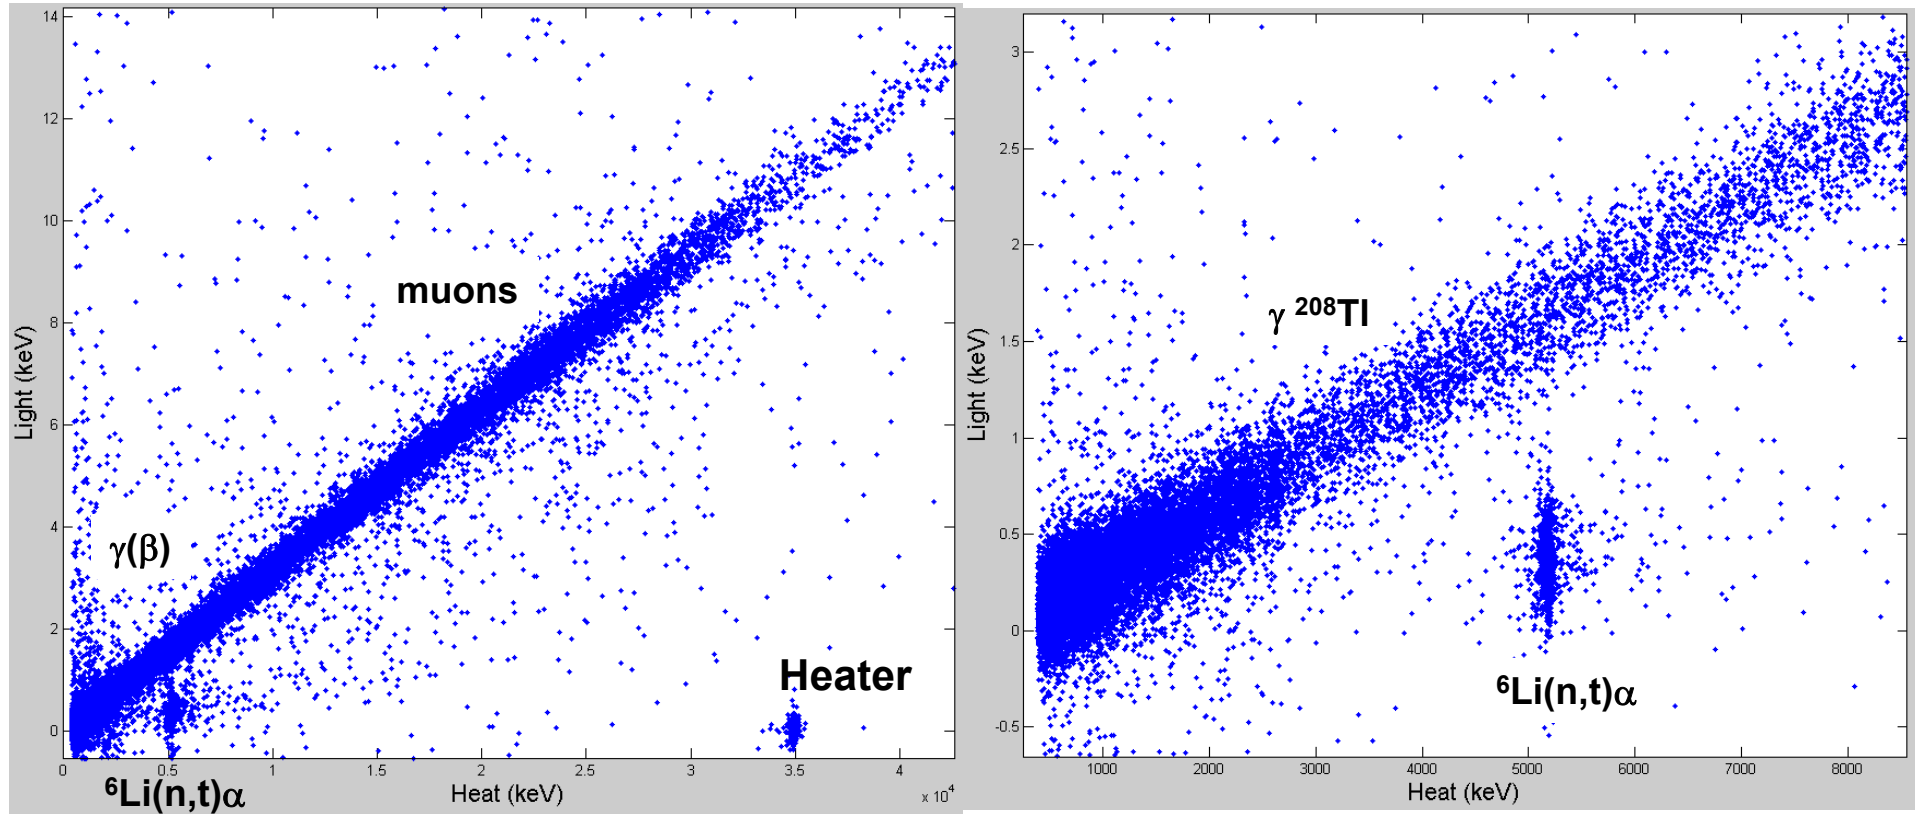 14
12
10
8
6
4
2
0
Light (keV)
muons
γ(β)
Heater
0 0.5 1 1.5 2 2.5 3 3.5 4
⁶Li(n,t)α
Heat (keV)
x 10⁴
3
2.5
2
1.5
1
0.5
0
-0.5
Light (keV)
γ ²⁰⁸Tl
⁶Li(n,t)α
1000 2000 3000 4000 5000 6000 7000 8000
Heat (keV)